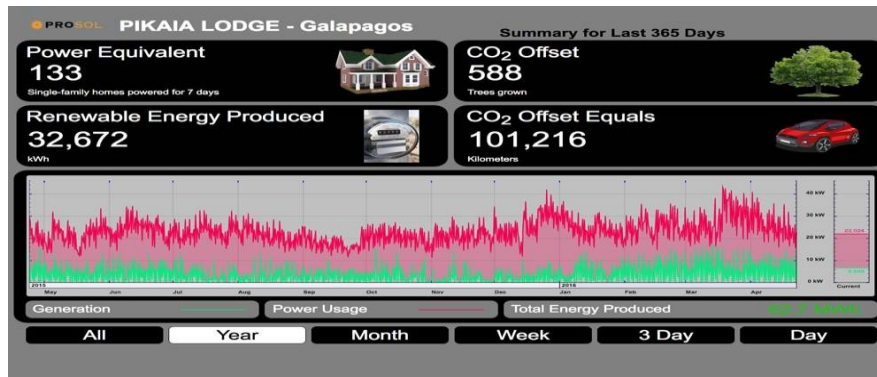 PROSOL PIKAIA LODGE - Galapagos
Summary for Last 365 Days
Power Equivalent
133
Single-family homes powered for 7 days
CO2 Offset
588
Trees grown
Renewable Energy Produced
32,672
kWh
CO2 Offset Equals
101,216
Kilometers
40 kW
30 kW
20 kW
10 kW
0 kW
2015
2016
May Jun Jul Aug Sep Oct Nov Dec Jan Feb Mar Apr Current
Generation
Power Usage
Total Energy Produced
All Year Month Week 3 Day Day